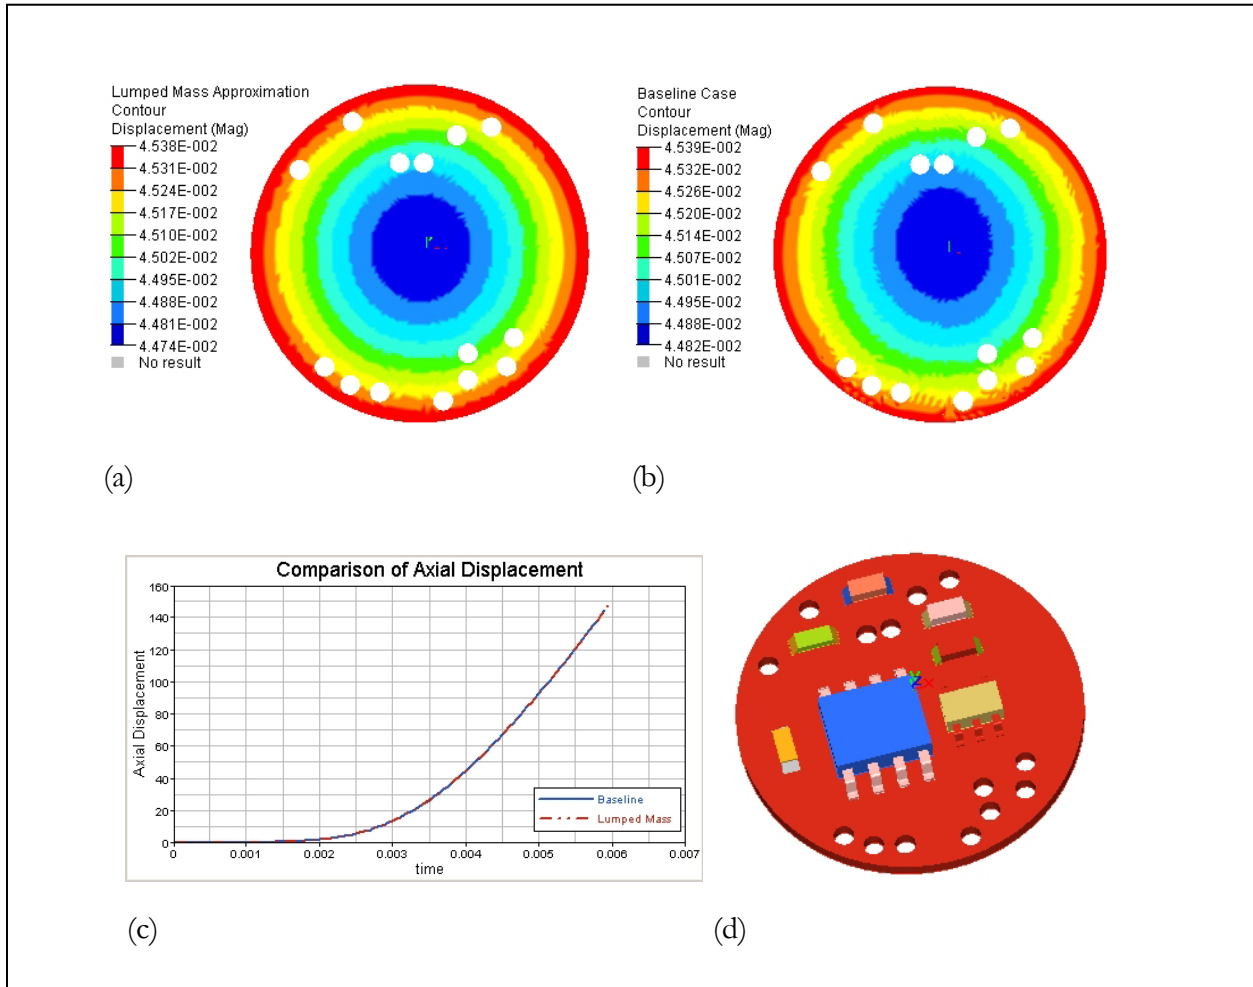 Lumped Mass Approximation
Contour
Displacement (Mag)
4.538E-002
4.531E-002
4.524E-002
4.517E-002
4.510E-002
4.502E-002
4.495E-002
4.488E-002
4.481E-002
4.474E-002
No result
Baseline Case
Contour
Displacement (Mag)
4.539E-002
4.532E-002
4.526E-002
4.520E-002
4.514E-002
4.507E-002
4.501E-002
4.495E-002
4.488E-002
4.482E-002
No result
(a)
(b)
Comparison of Axial Displacement
Axial Displacement
160
140
120
100
80
60
40
20
0
0 0.001 0.002 0.003 0.004 0.005 0.006 0.007
time
Baseline
Lumped Mass
Z X
(c)
(d)